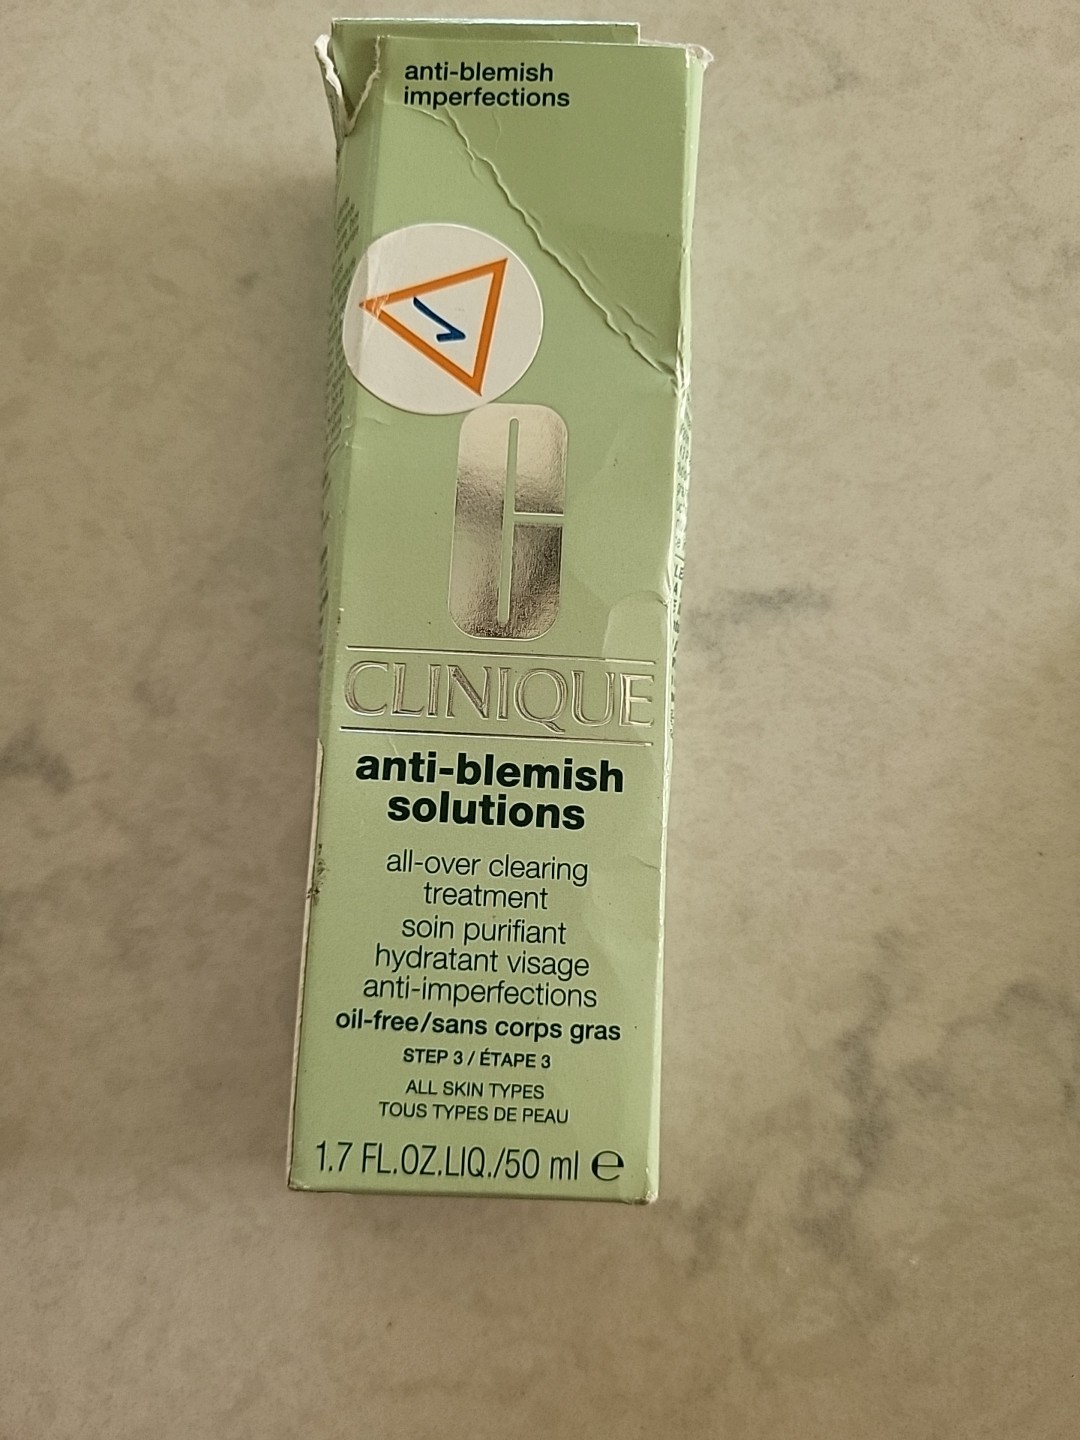 anti-blemish
imperfections
CLINIQUE
anti-blemish
solutions
all-over clearing
treatment
soin purifiant
hydratant visage
anti-imperfections
oil-free/sans corps gras
STEP 3 / ÉTAPE 3
ALL SKIN TYPES
TOUS TYPES DE PEAU
1.7 FL.OZ.LIQ./50 ml ℮